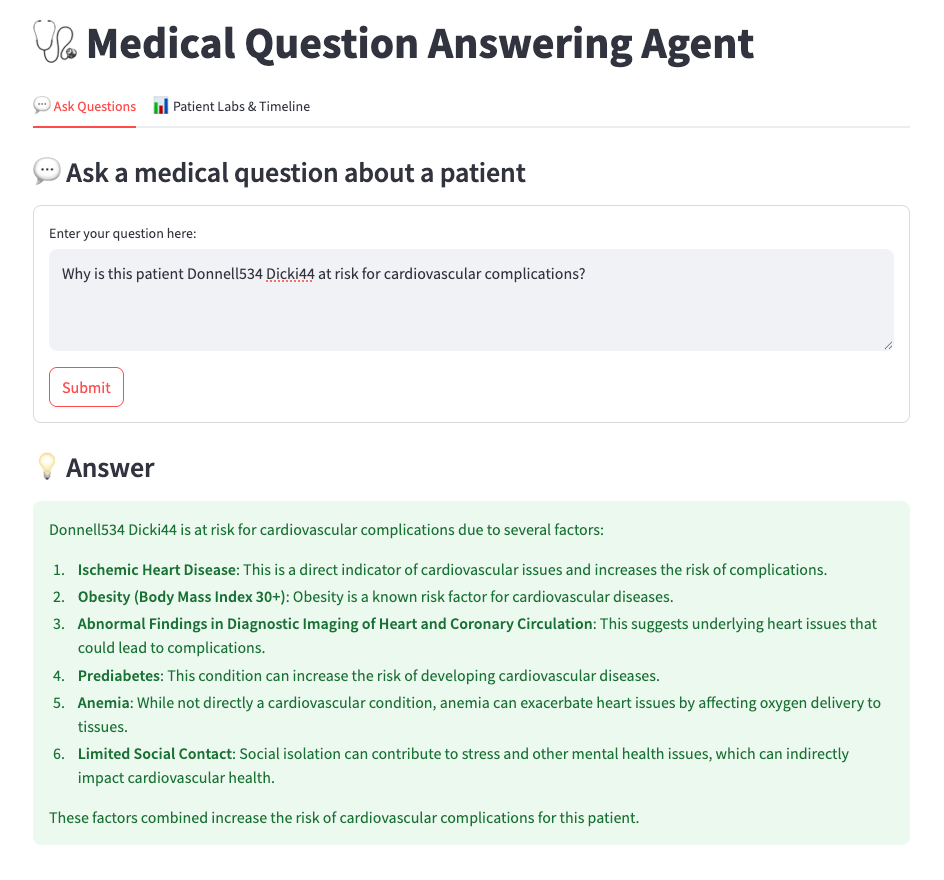 🩺 Medical Question Answering Agent
💬 Ask Questions 📊 Patient Labs & Timeline
💬 Ask a medical question about a patient
Enter your question here:
Why is this patient Donnell534 Dicki44 at risk for cardiovascular complications?
Submit
💡 Answer
Donnell534 Dicki44 is at risk for cardiovascular complications due to several factors:
1. Ischemic Heart Disease: This is a direct indicator of cardiovascular issues and increases the risk of complications.
2. Obesity (Body Mass Index 30+): Obesity is a known risk factor for cardiovascular diseases.
3. Abnormal Findings in Diagnostic Imaging of Heart and Coronary Circulation: This suggests underlying heart issues that
could lead to complications.
4. Prediabetes: This condition can increase the risk of developing cardiovascular diseases.
5. Anemia: While not directly a cardiovascular condition, anemia can exacerbate heart issues by affecting oxygen delivery to
tissues.
6. Limited Social Contact: Social isolation can contribute to stress and other mental health issues, which can indirectly
impact cardiovascular health.
These factors combined increase the risk of cardiovascular complications for this patient.